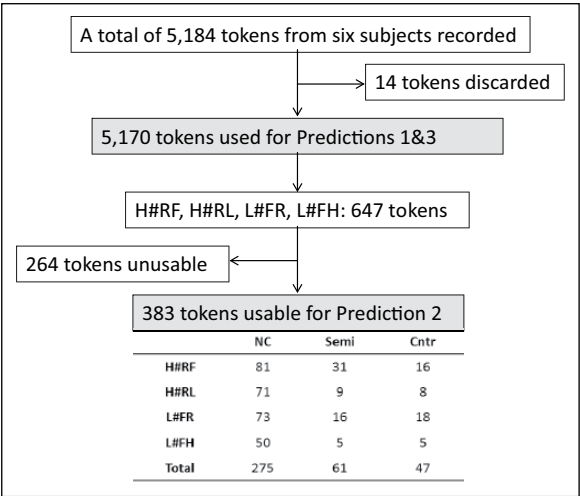 A total of 5,184 tokens from six subjects recorded
14 tokens discarded
5,170 tokens used for Predictions 1&3
H#RF, H#RL, L#FR, L#FH: 647 tokens
264 tokens unusable
383 tokens usable for Prediction 2
NC Semi Cntr
H#RF 81 31 16
H#RL 71 9 8
L#FR 73 16 18
L#FH 50 5 5
Total 275 61 47